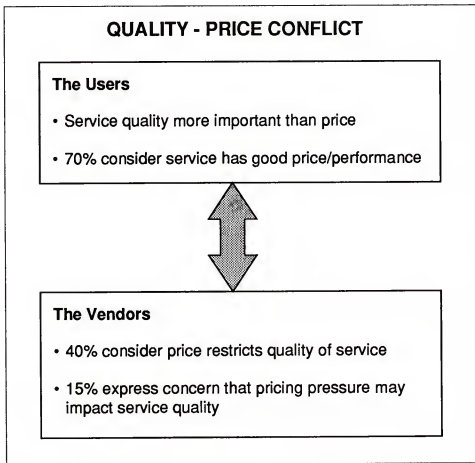 QUALITY - PRICE CONFLICT
The Users
• Service quality more important than price
• 70% consider service has good price/performance
The Vendors
• 40% consider price restricts quality of service
• 15% express concern that pricing pressure may
impact service quality